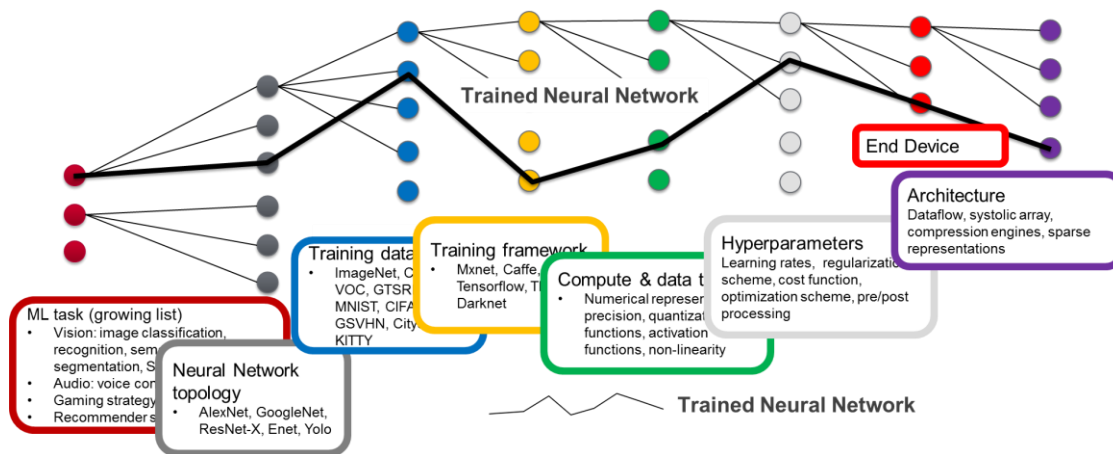 Trained Neural Network
End Device
Architecture
Dataflow, systolic array,
compression engines, sparse
representations
Hyperparameters
Learning rates, regularization
scheme, cost function,
optimization scheme, pre/post
processing
Training data
• ImageNet, C
VOC, GTSR
MNIST, CIFA
GSVHN, City
KITTY
Training framework
• Mxnet, Caffe,
Tensorflow, Th
Darknet
Compute & data t
• Numerical represen
precision, quantiza
functions, activation
functions, non-linearity
ML task (growing list)
• Vision: image classification,
recognition, sem
segmentation, S
• Audio: voice con
• Gaming strategy
• Recommender s
Neural Network
topology
• AlexNet, GoogleNet,
ResNet-X, Enet, Yolo
Trained Neural Network